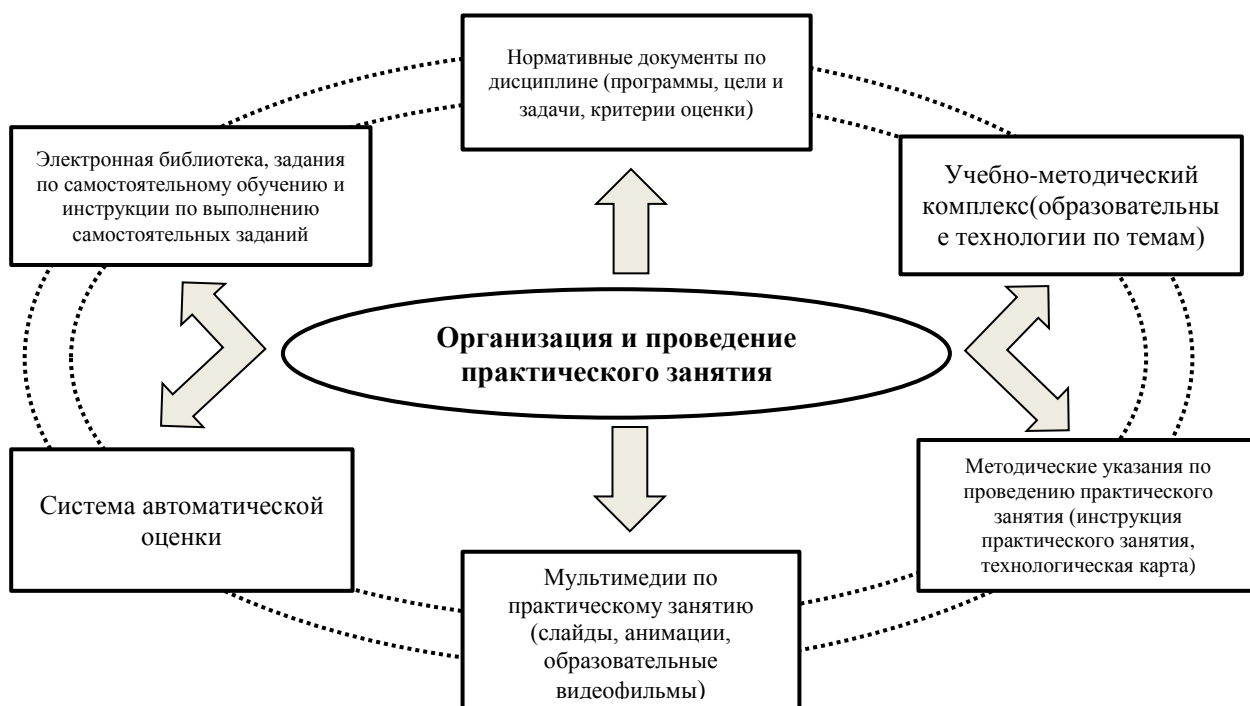 Нормативные документы по
дисциплине (программы, цели и
задачи, критерии оценки)
Электронная библиотека, задания
по самостоятельному обучению и
инструкции по выполнению
самостоятельных заданий
Учебно-методический
комплекс(образовательны
е технологии по темам)
Организация и проведение
практического занятия
Система автоматической
оценки
Методические указания по
проведению практического
занятия (инструкция
практического занятия,
технологическая карта)
Мультимедии по
практическому занятию
(слайды, анимации,
образовательные
видеофильмы)